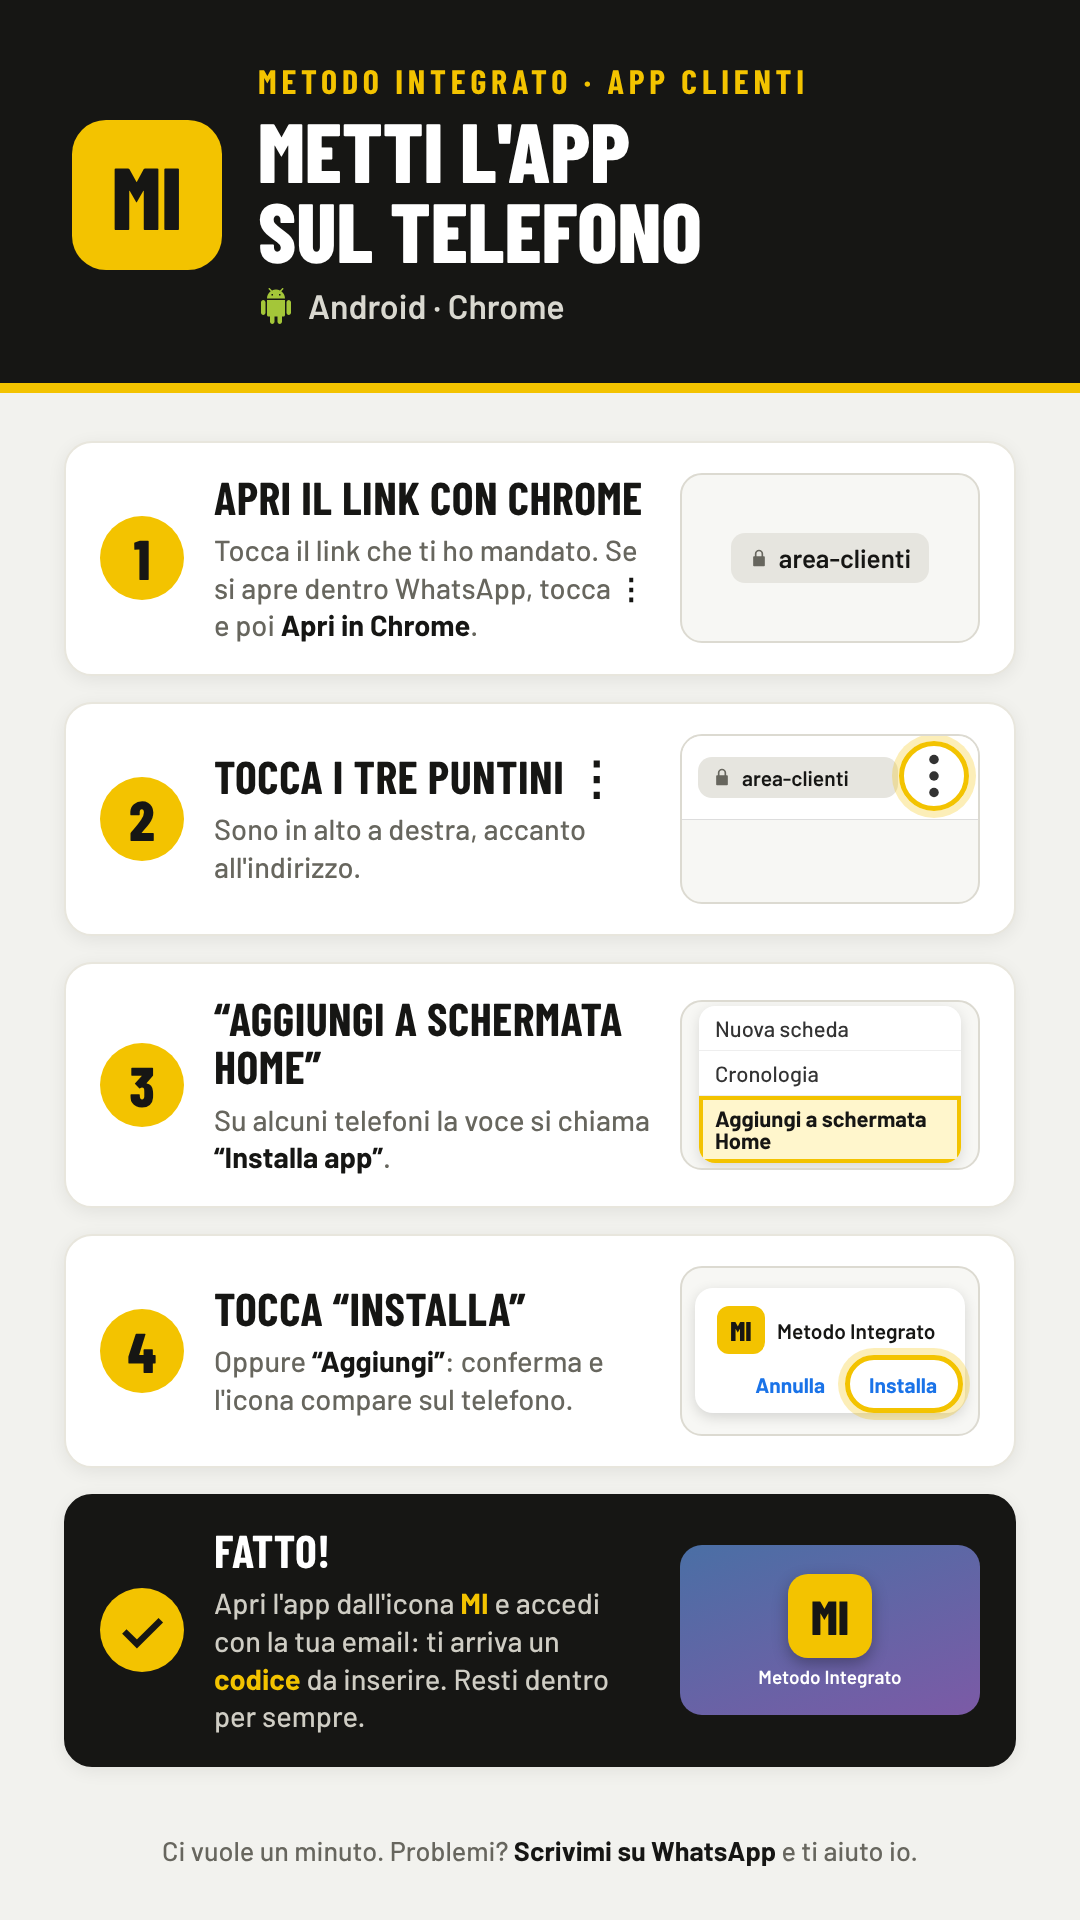 METODO INTEGRATO · APP CLIENTI
MI
METTI L'APP
SUL TELEFONO
Android · Chrome
1
APRI IL LINK CON CHROME
Tocca il link che ti ho mandato. Se
si apre dentro WhatsApp, tocca ⋮
e poi Apri in Chrome.
area-clienti
2
TOCCA I TRE PUNTINI ⋮
Sono in alto a destra, accanto
all'indirizzo.
area-clienti
3
“AGGIUNGI A SCHERMATA
HOME”
Su alcuni telefoni la voce si chiama
“Installa app”.
Nuova scheda
Cronologia
Aggiungi a schermata
Home
4
TOCCA “INSTALLA”
Oppure “Aggiungi”: conferma e
l'icona compare sul telefono.
MI
Metodo Integrato
Annulla
Installa
FATTO!
Apri l'app dall'icona MI e accedi
con la tua email: ti arriva un
codice da inserire. Resti dentro
per sempre.
MI
Metodo Integrato
Ci vuole un minuto. Problemi? Scrivimi su WhatsApp e ti aiuto io.